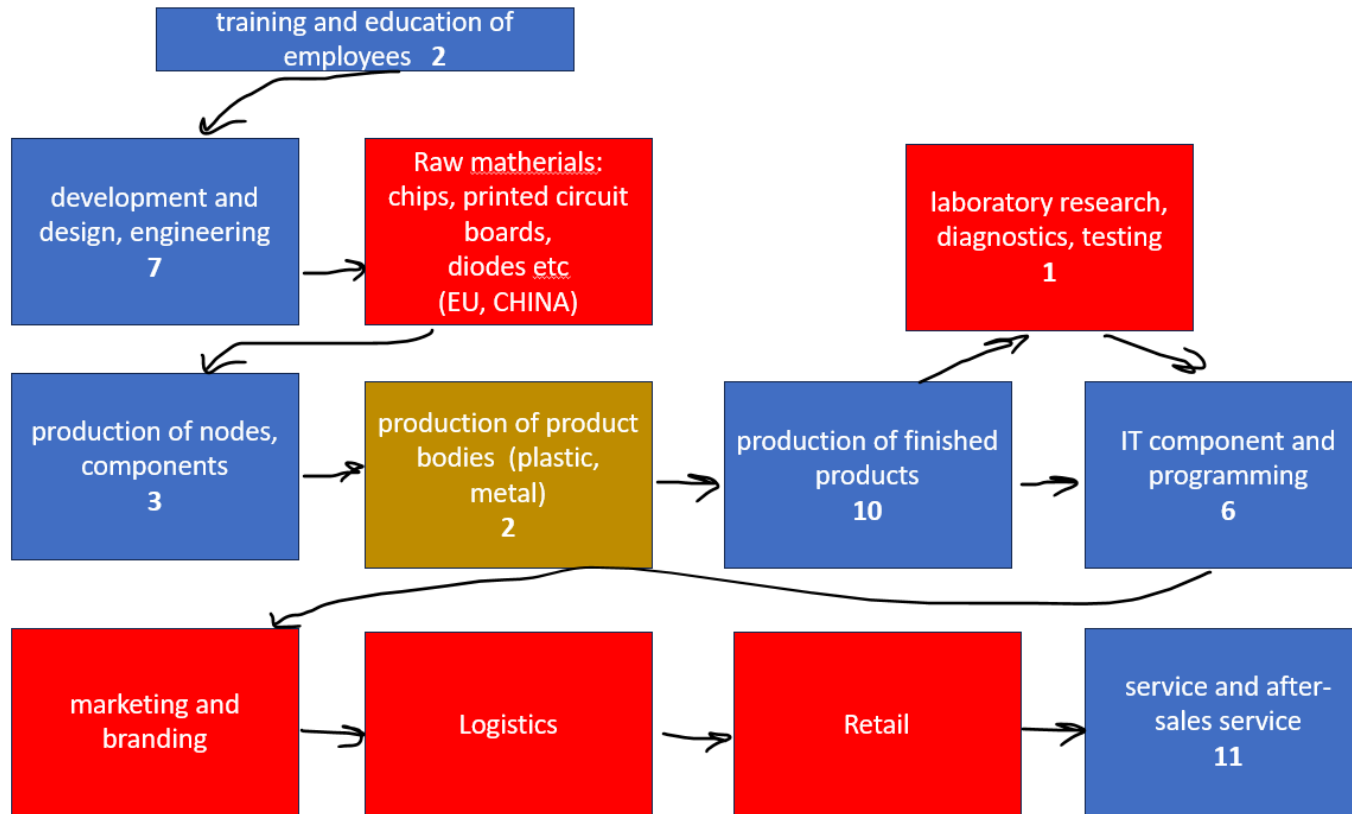 training and education of
employees 2
development and
design, engineering
7
Raw matherials:
chips, printed circuit
boards,
diodes etc
(EU, CHINA)
laboratory research,
diagnostics, testing
1
production of nodes,
components
3
production of product
bodies (plastic,
metal)
2
production of finished
products
10
IT component and
programming
6
marketing and
branding
Logistics
Retail
service and after-
sales service
11